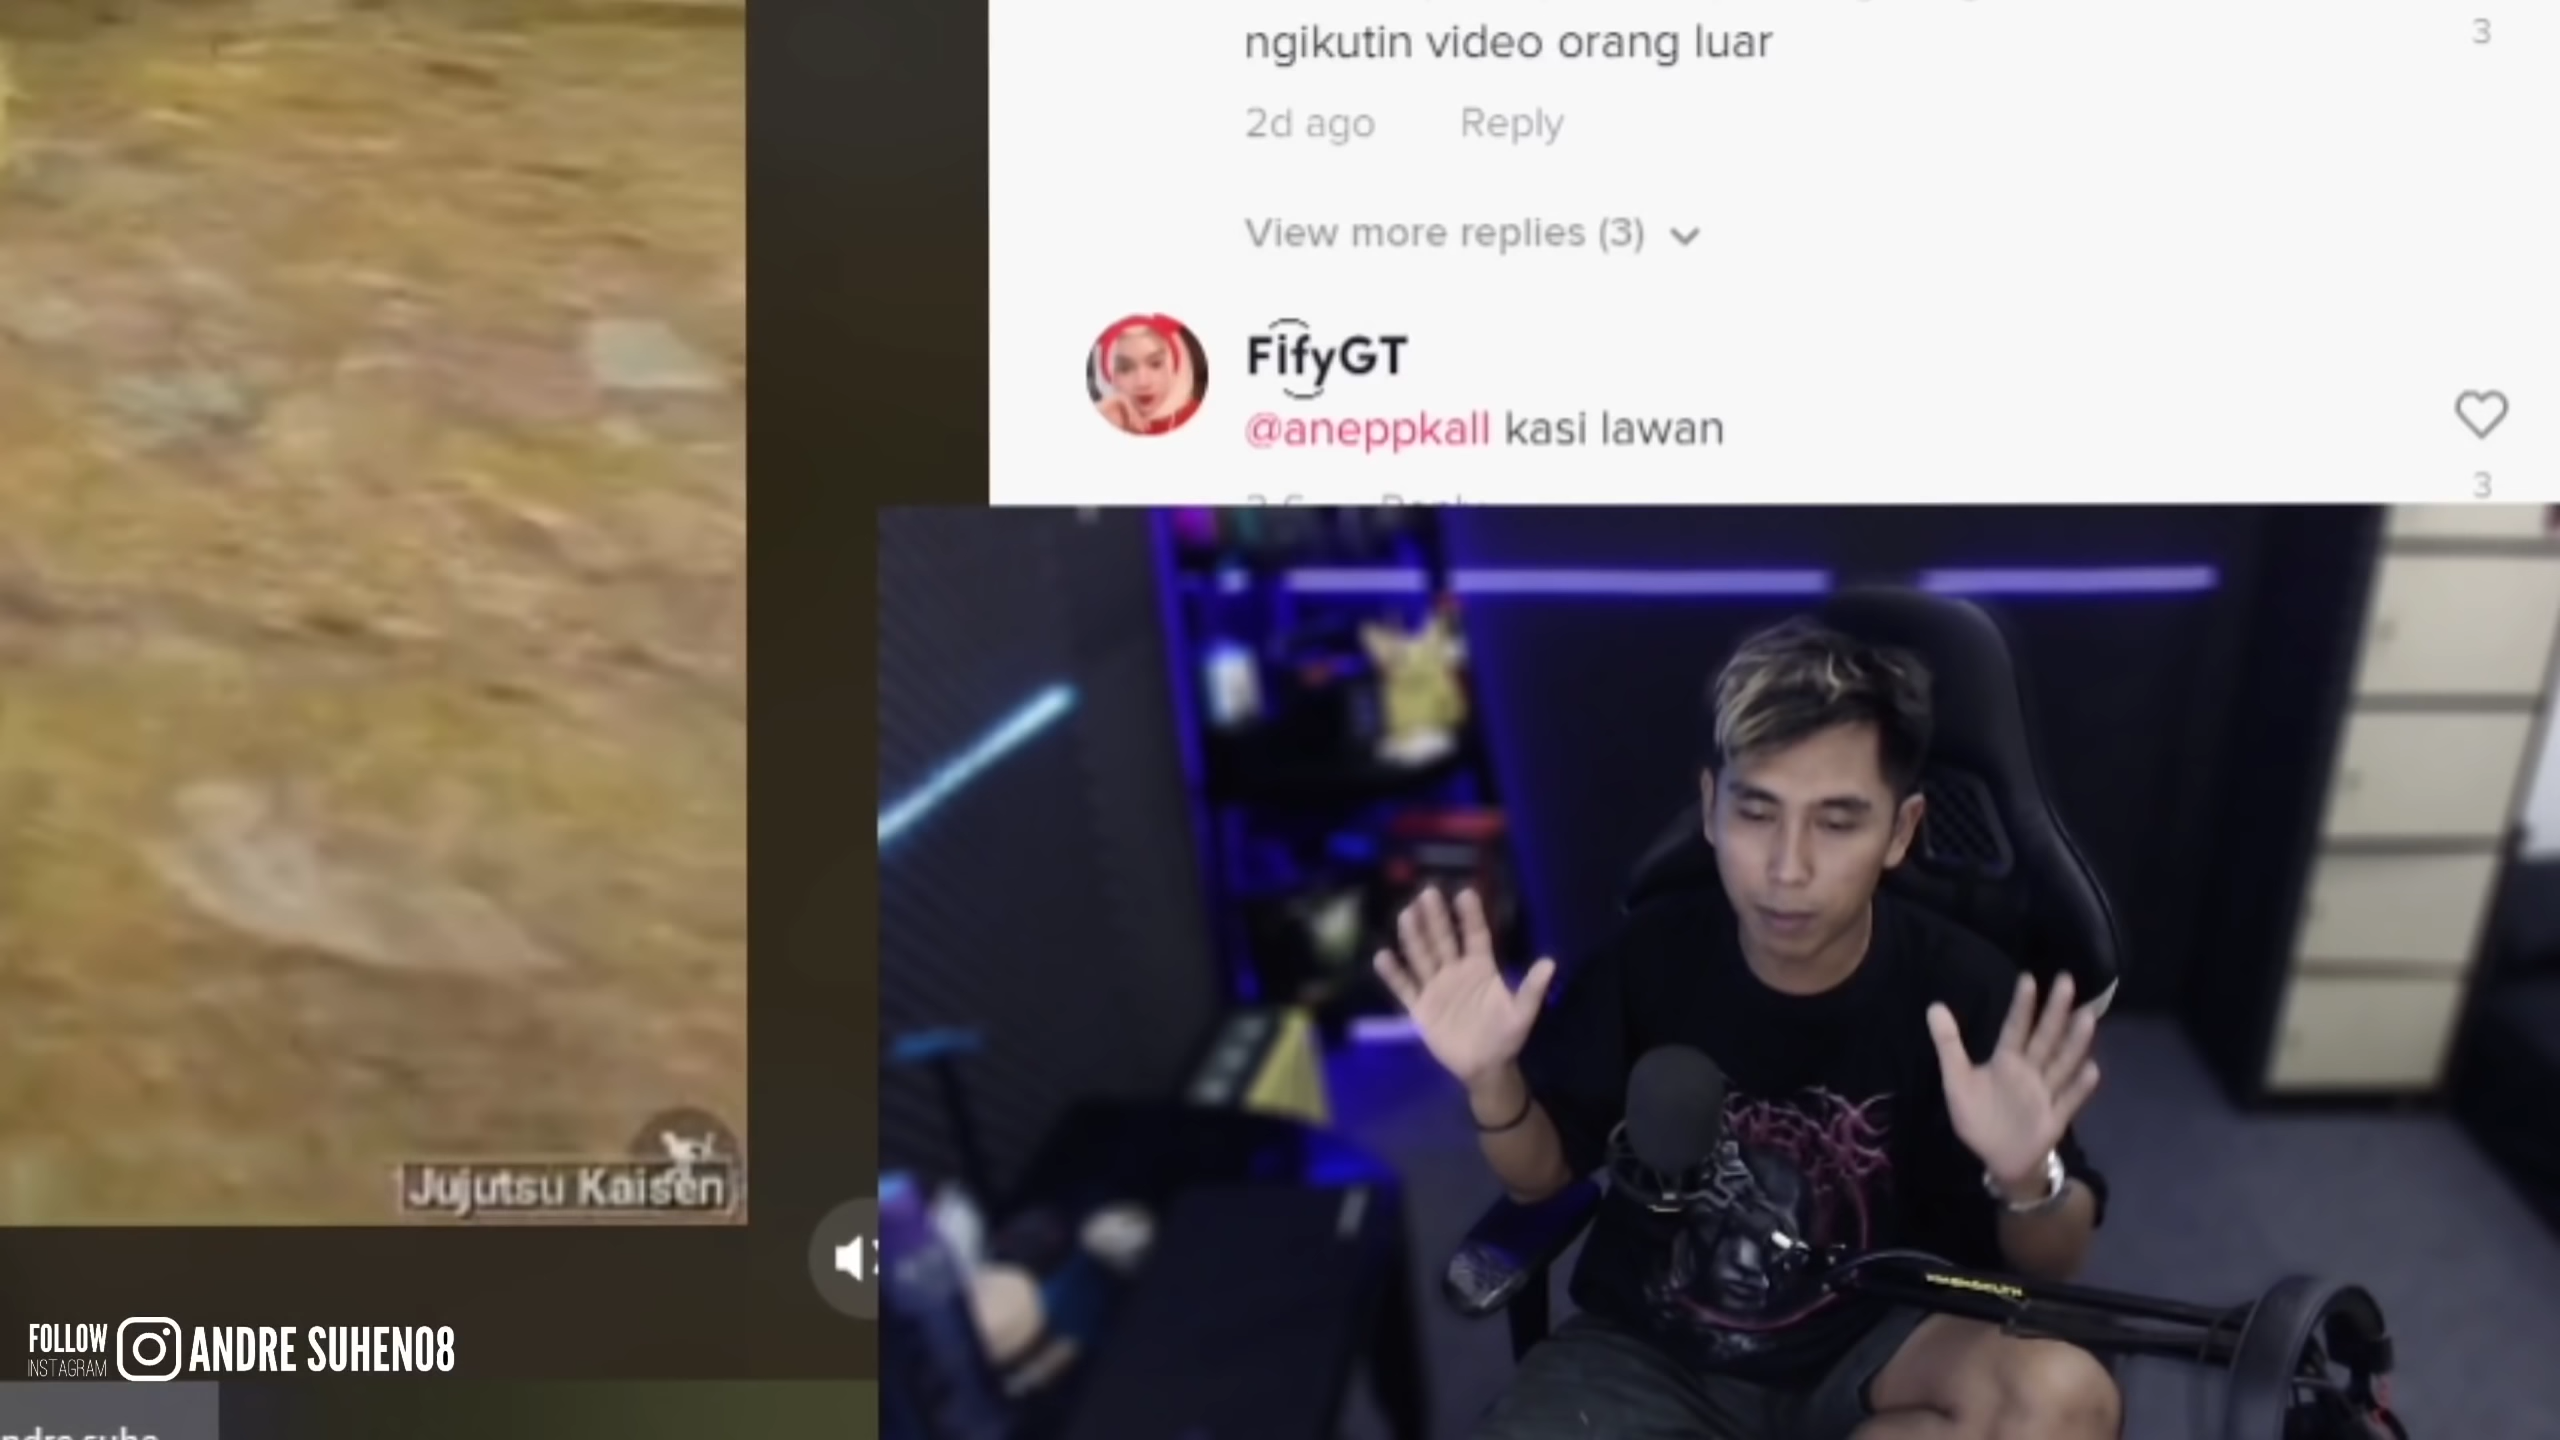 ngikutin video orang luar
3
2d ago Reply
View more replies (3)
FifyGT
@aneppkall kasi lawan
3
Reply
Jujutsu Kaisen
FOLLOW
INSTAGRAM
ANDRE SUHEN08